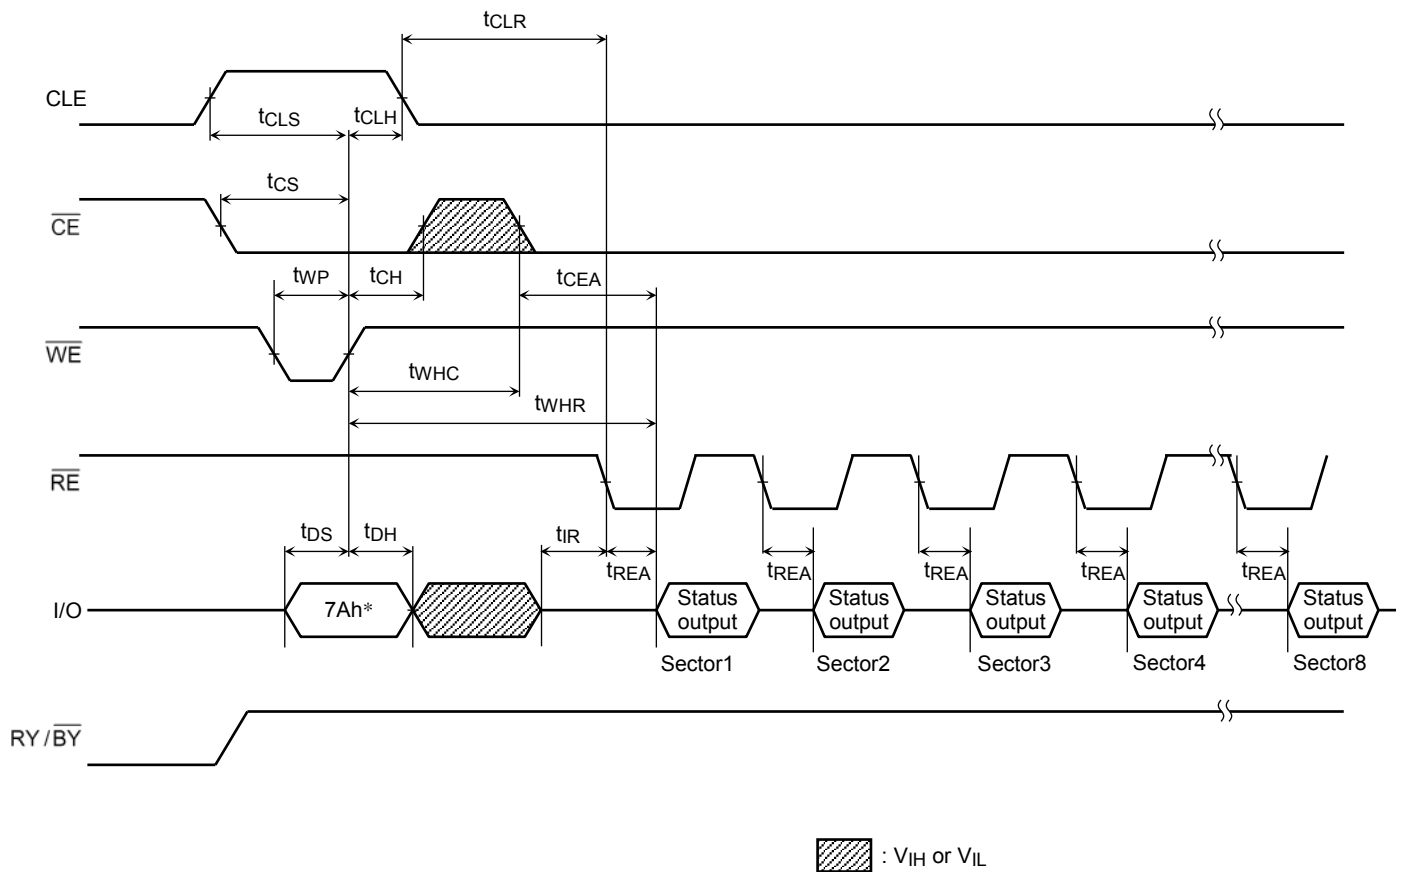 tCLR
CLE
tCLS
tCLH
tCS
CE
tWP
tCH
tCEA
WE
tWHC
tWHR
RE
tDS
tDH
tIR
tREA
tREA
tREA
tREA
tREA
I/O
7Ah*
Status output
Status output
Status output
Status output
Status output
Sector1
Sector2
Sector3
Sector4
Sector8
RY/BY
: VIH or VIL